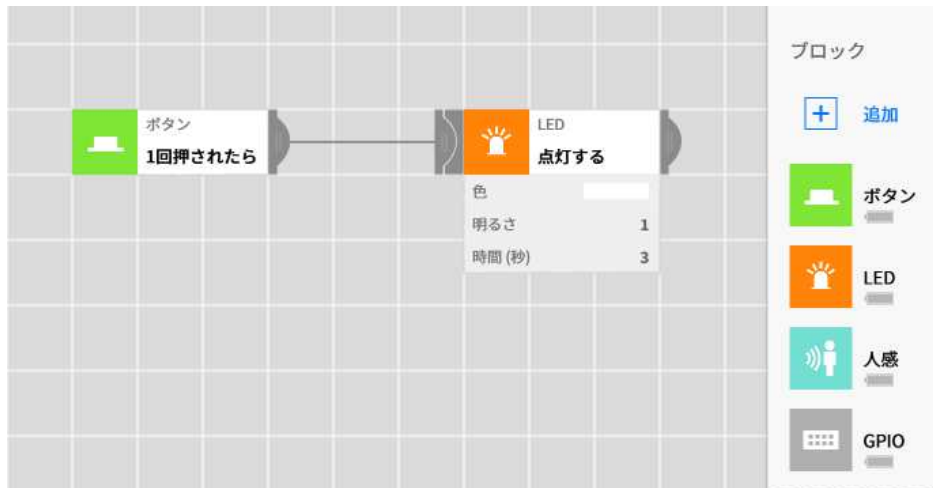 ブロック
追加
ボタン
1回押されたら
LED
点灯する
色
明るさ 1
時間 (秒) 3
ボタン
LED
人感
GPIO